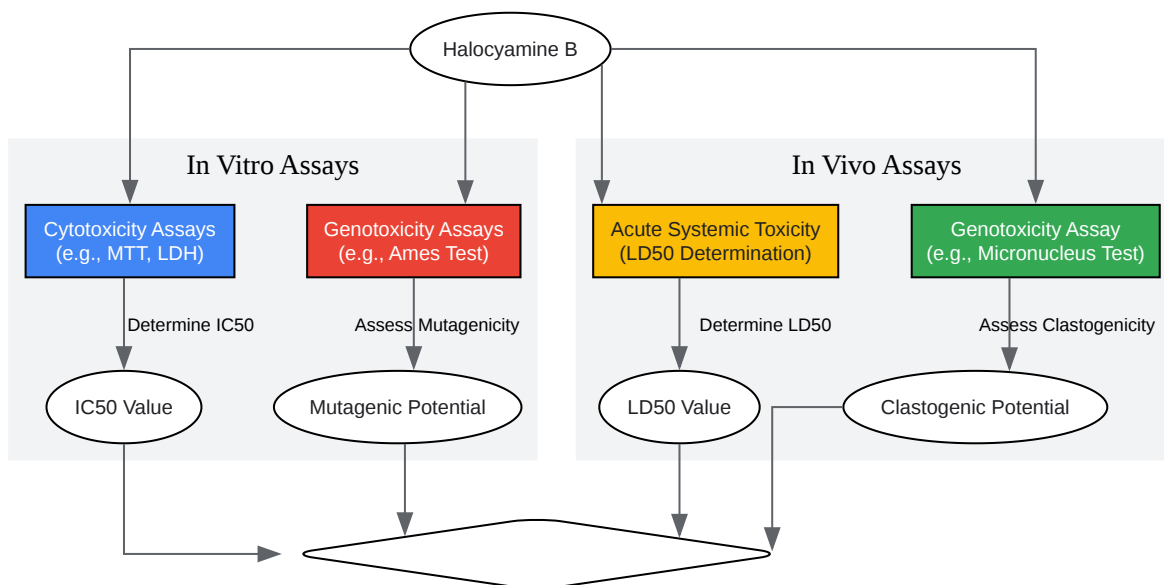 Halocyamine B
In Vitro Assays
In Vivo Assays
Cytotoxicity Assays
(e.g., MTT, LDH)
Genotoxicity Assays
(e.g., Ames Test)
Acute Systemic Toxicity
(LD50 Determination)
Genotoxicity Assay
(e.g., Micronucleus Test)
Determine IC50
Assess Mutagenicity
Determine LD50
Assess Clastogenicity
IC50 Value
Mutagenic Potential
LD50 Value
Clastogenic Potential